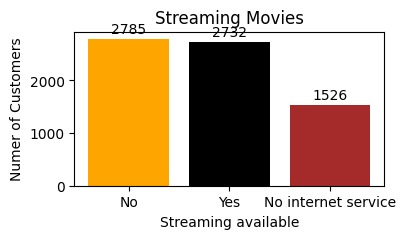 Streaming Movies
2785
2732
1526
Numer of Customers
2000
1000
0
No
Yes
No internet service
Streaming available